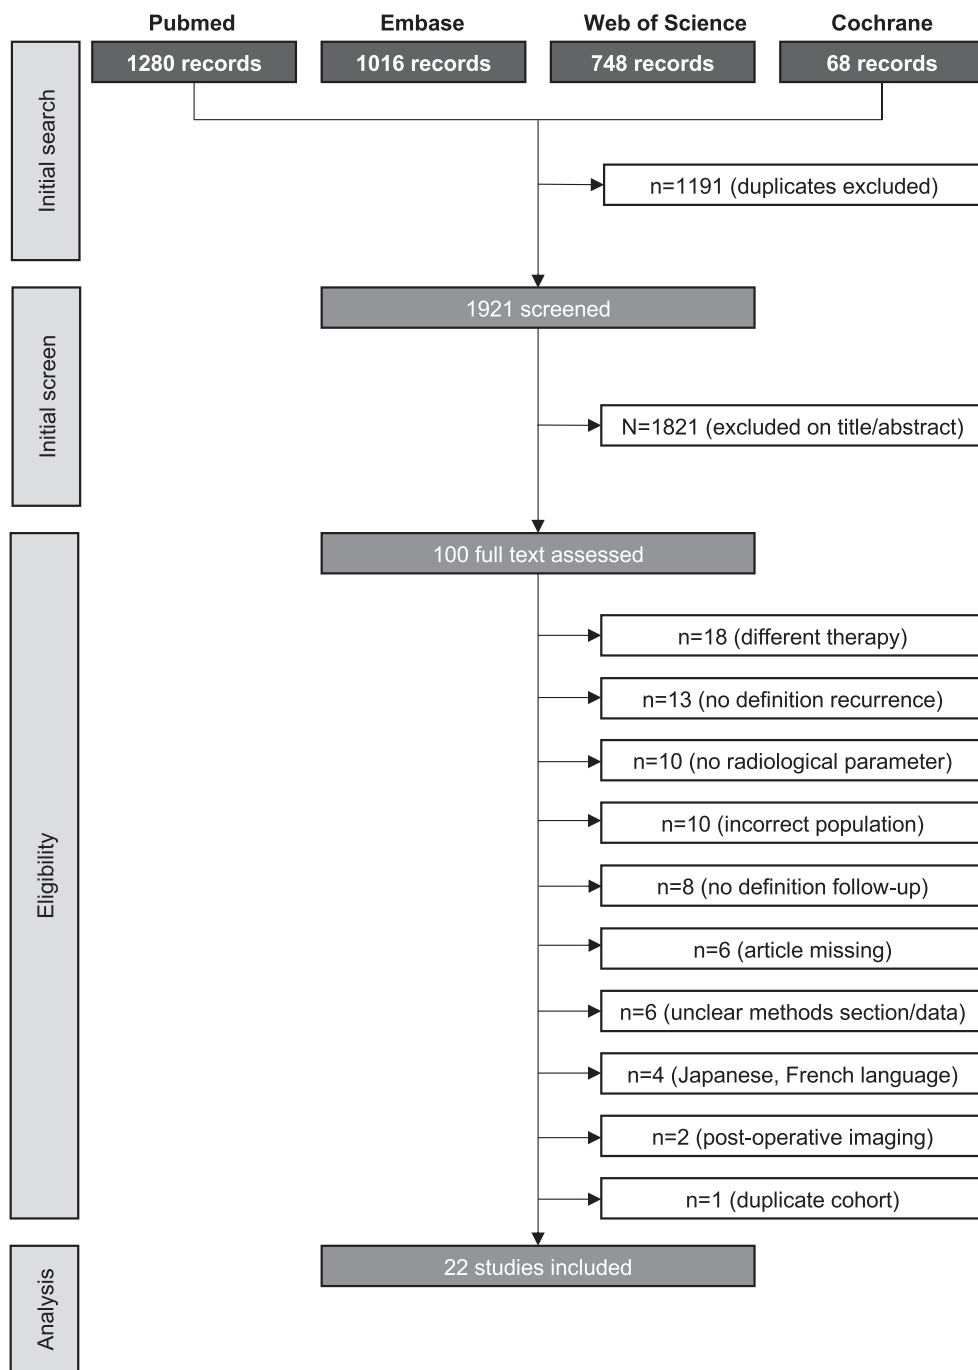 Pubmed
Embase
Web of Science
Cochrane
1280 records
1016 records
748 records
68 records
Initial search
n=1191 (duplicates excluded)
Initial screen
1921 screened
N=1821 (excluded on title/abstract)
Eligibility
100 full text assessed
n=18 (different therapy)
n=13 (no definition recurrence)
n=10 (no radiological parameter)
n=10 (incorrect population)
n=8 (no definition follow-up)
n=6 (article missing)
n=6 (unclear methods section/data)
n=4 (Japanese, French language)
n=2 (post-operative imaging)
n=1 (duplicate cohort)
Analysis
22 studies included